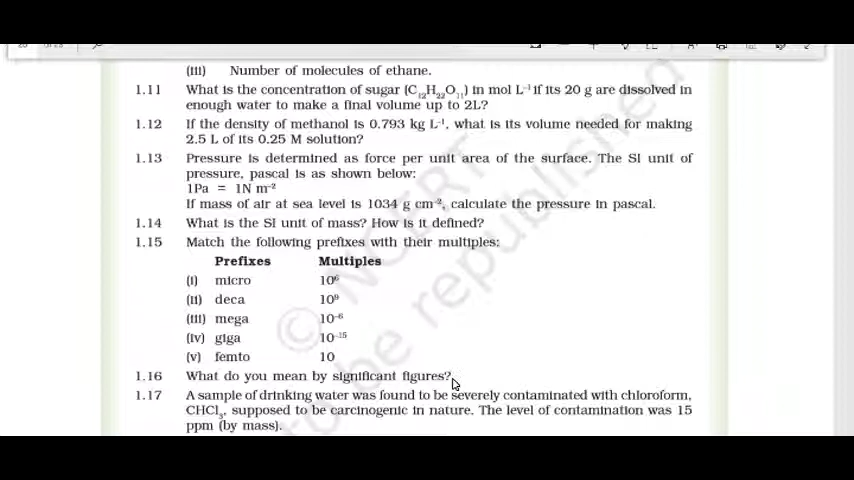 (iii) Number of molecules of ethane.
1.11 What is the concentration of sugar (C₁₂H₂₂O₁₁) in mol L⁻¹ if its 20 g are dissolved in
enough water to make a final volume up to 2L?
1.12 If the density of methanol is 0.793 kg L⁻¹, what is its volume needed for making
2.5 L of its 0.25 M solution?
1.13 Pressure is determined as force per unit area of the surface. The SI unit of
pressure, pascal is as shown below:
1Pa = 1N m⁻²
If mass of air at sea level is 1034 g cm⁻², calculate the pressure in pascal.
1.14 What is the SI unit of mass? How is it defined?
1.15 Match the following prefixes with their multiples:
Prefixes Multiples
(i) micro 10⁶
(ii) deca 10⁹
(iii) mega 10⁻⁶
(iv) giga 10⁻¹⁵
(v) femto 10
1.16 What do you mean by significant figures?
1.17 A sample of drinking water was found to be severely contaminated with chloroform,
CHCl₃, supposed to be carcinogenic in nature. The level of contamination was 15
ppm (by mass).
© NCERT
to be republished